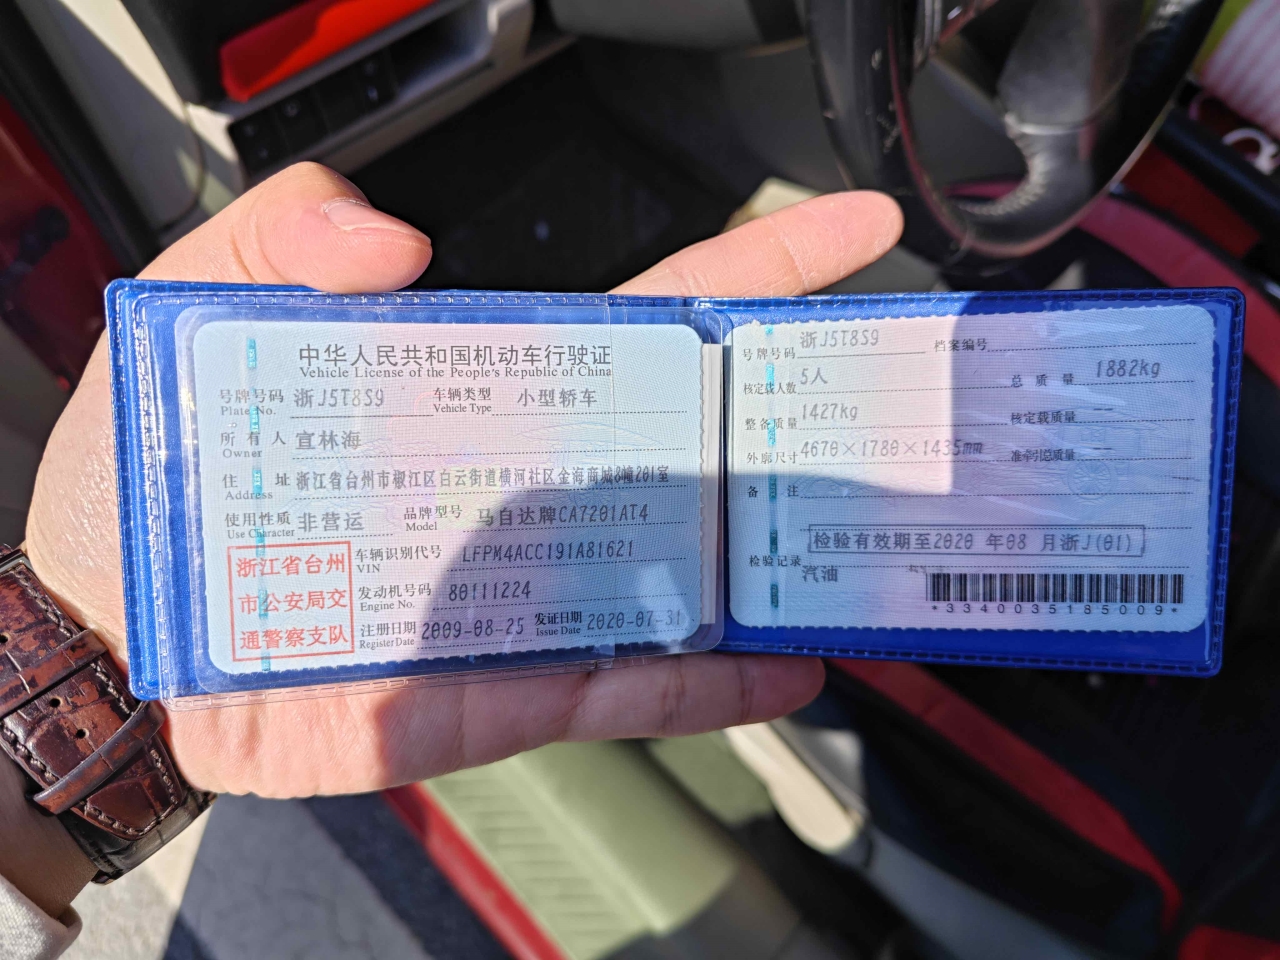 中华人民共和国机动车行驶证
Vehicle License of the People's Republic of China
号牌号码 浙J5T8S9 车辆类型 小型轿车
Plate No. Vehicle Type
所有人 宣林海
Owner
住址 浙江省台州市椒江区白云街道横河社区金海商城8幢201室
Address
使用性质 非营运 品牌型号 马自达牌CA7201AT4
Use Character Model
浙江省台州
市公安局交
通警察支队
车辆识别代号 LFPM4ACC191A81621
VIN
发动机号码 80111224
Engine No.
注册日期 2009-08-25 发证日期 2020-07-31
Register Date Issue Date
号牌号码 浙J5T8S9 档案编号
核定载人数 5人 总质量 1882kg
整备质量 1427kg 核定载质量 —
外廓尺寸 4670×1780×1435mm 准牵引总质量 —
备注
检验记录 检验有效期至2020 年08 月浙J(01)
汽油
*3340035185009*